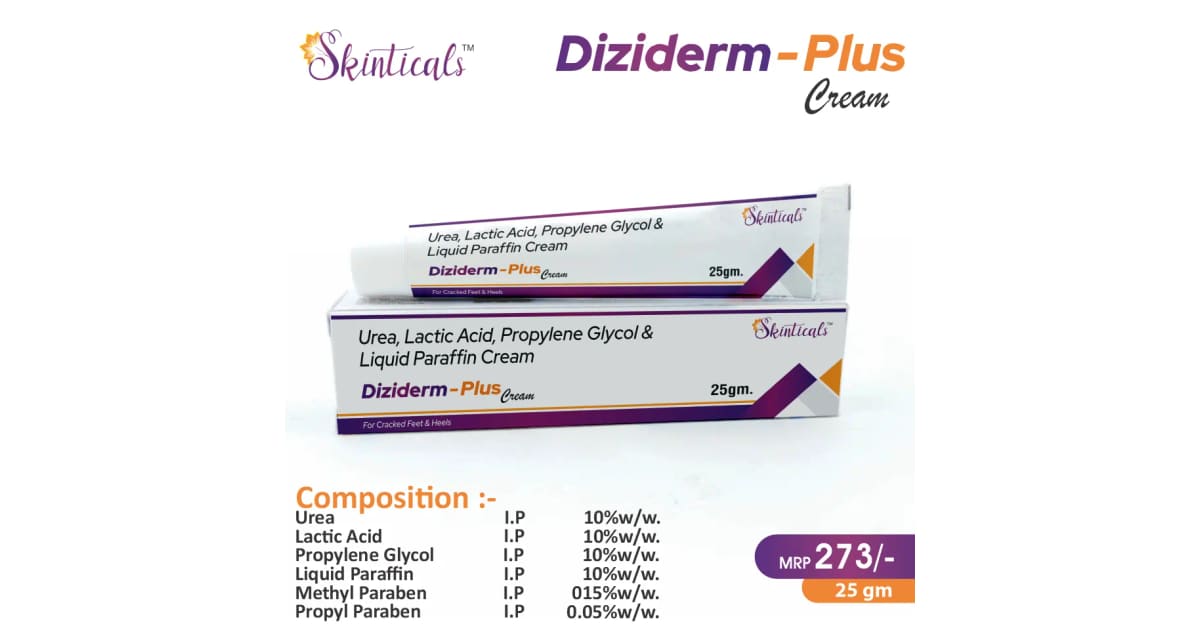 Skinticals™
Diziderm-Plus
Cream
Skinticals™
Urea, Lactic Acid, Propylene Glycol &
Liquid Paraffin Cream
Diziderm-Plus Cream
25gm.
For Cracked Feet & Heels
Skinticals™
Urea, Lactic Acid, Propylene Glycol &
Liquid Paraffin Cream
Diziderm-Plus Cream
25gm.
For Cracked Feet & Heels
Composition :-
Urea I.P 10%w/w.
Lactic Acid I.P 10%w/w.
Propylene Glycol I.P 10%w/w.
Liquid Paraffin I.P 10%w/w.
Methyl Paraben I.P 015%w/w.
Propyl Paraben I.P 0.05%w/w.
MRP 273/-
25 gm